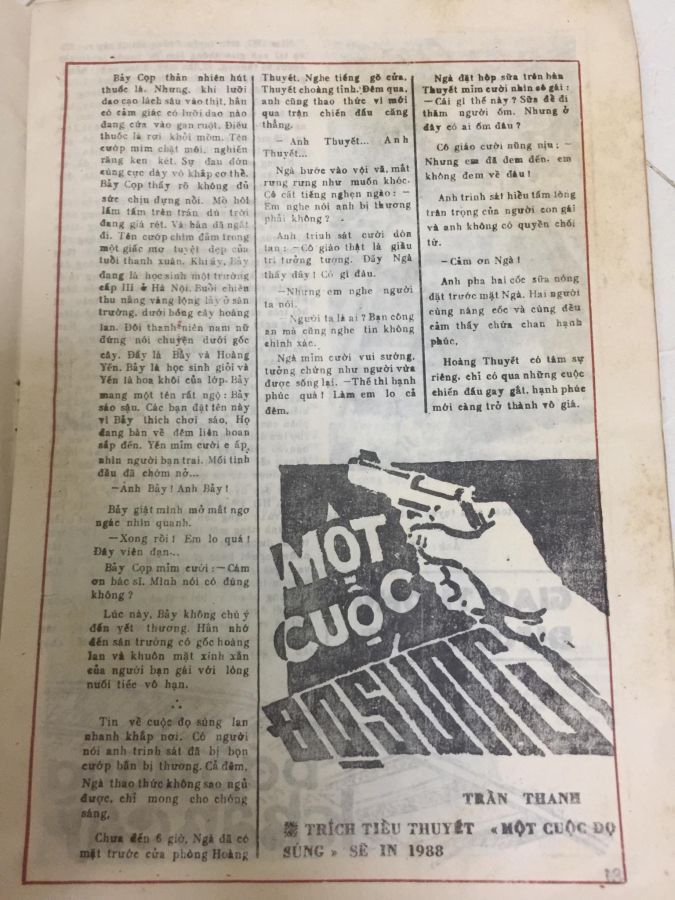 Bảy Cọp thản nhiên hút
thuốc lá. Nhưng, khi lưỡi
dao cạo lách sâu vào thịt, hắn
có cảm giác có lưỡi dao nào
đang cứa vào gan ruột. Điếu
thuốc lá rơi khỏi mồm. Tên
cướp mím chặt môi, nghiến
răng ken két. Sự đau đớn
cùng cực dày vò khắp cơ thể.
Bảy Cọp thấy rõ không đủ
sức chịu đựng nồi. Mồ hôi
lấm tấm trên trán dù trời
đang giá rét. Và hắn đã ngất
đi. Tên cướp chìm đắm trong
một giấc mơ tuyệt đẹp của
tuổi thanh xuân. Khi ấy, Bảy
đang là học sinh một trường
cấp III ở Hà Nội. Buổi chiều
thu nắng vàng lộng lẫy ở sân
trường, dưới bóng cây hoàng
lan. Đôi thanh niên nam nữ
đứng nói chuyện dưới gốc
cây. Đấy là Bảy và Hoàng
Yến. Bảy là học sinh giỏi và
Yến là hoa khôi của lớp. Bảy
mang một tên rất ngộ : Bảy
sáo sậu. Các bạn đặt tên này
vì Bảy thích chơi sáo. Họ
đang bàn về đêm liên hoan
sắp đến. Yến mỉm cười e ấp
nhìn người bạn trai. Mối tình
đầu đã chớm nở...
—Anh Bảy ! Anh Bảy !
Bảy giật mình mở mắt ngơ
ngác nhìn quanh.
—Xong rồi ! Em lo quá !
Đây viên đạn...
Bảy Cọp mỉm cười : — Cám
ơn bác sĩ. Mình nói có đúng
không ?
Lúc này, Bảy không chú ý
đến vết thương. Hắn nhớ
đến sân trường có gốc hoàng
lan và khuôn mặt xinh xắn
của người bạn gái với lòng
nuối tiếc vô hạn.
∴
Tin về cuộc đọ súng lan
nhanh khắp nơi. Có người
nói anh trinh sát đã bị bọn
cướp bắn bị thương. Cả đêm,
Ngà thao thức không sao ngủ
được, chỉ mong cho chóng
sáng.
Chưa đến 6 giờ, Ngà đã có
mặt trước cửa phòng Hoàng
Thuyết. Nghe tiếng gõ cửa,
Thuyết choàng tỉnh. Đêm qua,
anh cũng thao thức vì mới
qua trận chiến đấu căng
thẳng.
— Anh Thuyết... Anh
Thuyết...
Ngà bước vào vội vã, mắt
rưng rưng như muốn khóc.
Cô cất tiếng nghẹn ngào : —
Em nghe nói anh bị thương
phải không ?
Anh trinh sát cười dòn
tan : — Cô giáo thật là giầu
trí tưởng tượng. Đây Ngà
thấy đấy ! Có gì đâu.
—Nhưng em nghe người
ta nói.
—Người ta là ai ? Bạn công
an mà cũng nghe tin không
chính xác.
Ngà mỉm cười vui sướng,
tưởng chừng như người vừa
được sống lại. —Thế thì hạnh
phúc quá ! Làm em lo cả
đêm.
Ngà đặt hộp sữa trên bàn
Thuyết mỉm cười nhìn cô gái :
— Cái gì thế này ? Sữa để đi
thăm người ốm. Nhưng ở
đây có ai ốm đâu ?
Cô giáo cười nũng nịu : —
Nhưng em đã đem đến, em
không đem về đâu !
Anh trinh sát hiểu tấm lòng
trân trọng của người con gái
và anh không có quyền chối
từ.
—Cảm ơn Ngà !
Anh pha hai cốc sữa nóng
đặt trước mặt Ngà. Hai người
cùng nâng cốc và cùng đều
cảm thấy chứa chan hạnh
phúc.
Hoàng Thuyết có tâm sự
riêng, chỉ có qua những cuộc
chiến đấu gay gắt, hạnh phúc
mới càng trở thành vô giá.
MỘT
CUỘC
ĐỌ SÚNG
TRẦN THANH
TRÍCH TIỂU THUYẾT «MỘT CUỘC ĐỌ
SÚNG» SẼ IN 1988